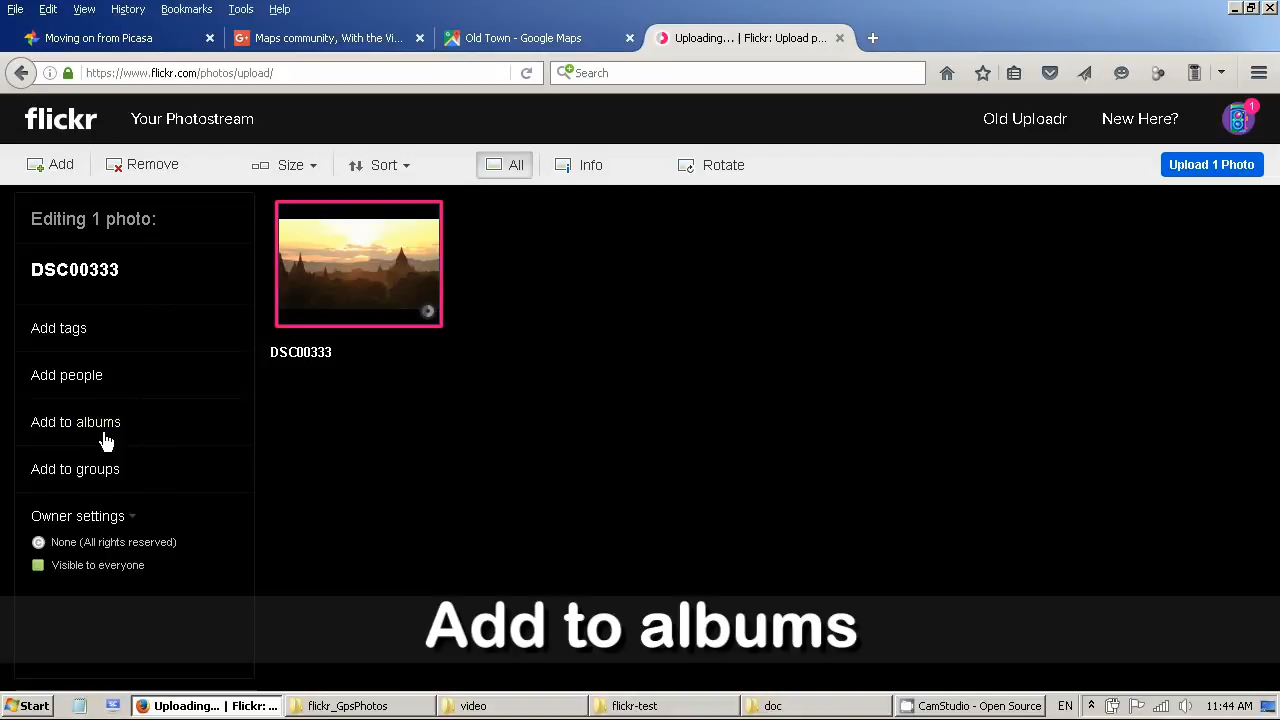 File Edit View History Bookmarks Tools Help
Moving on from Picasa
Maps community, With the Vi...
Old Town - Google Maps
Uploading... | Flickr: Upload p...
https://www.flickr.com/photos/upload/
Search
flickr
Your Photostream
Old Uploadr
New Here?
1
Add
Remove
Size
Sort
All
Info
Rotate
Upload 1 Photo
Editing 1 photo:
DSC00333
Add tags
Add people
Add to albums
Add to groups
Owner settings
None (All rights reserved)
Visible to everyone
DSC00333
Add to albums
Start
Uploading... | Flickr: ...
flickr_GpsPhotos
video
flickr-test
doc
CamStudio - Open Source
EN
11:44 AM